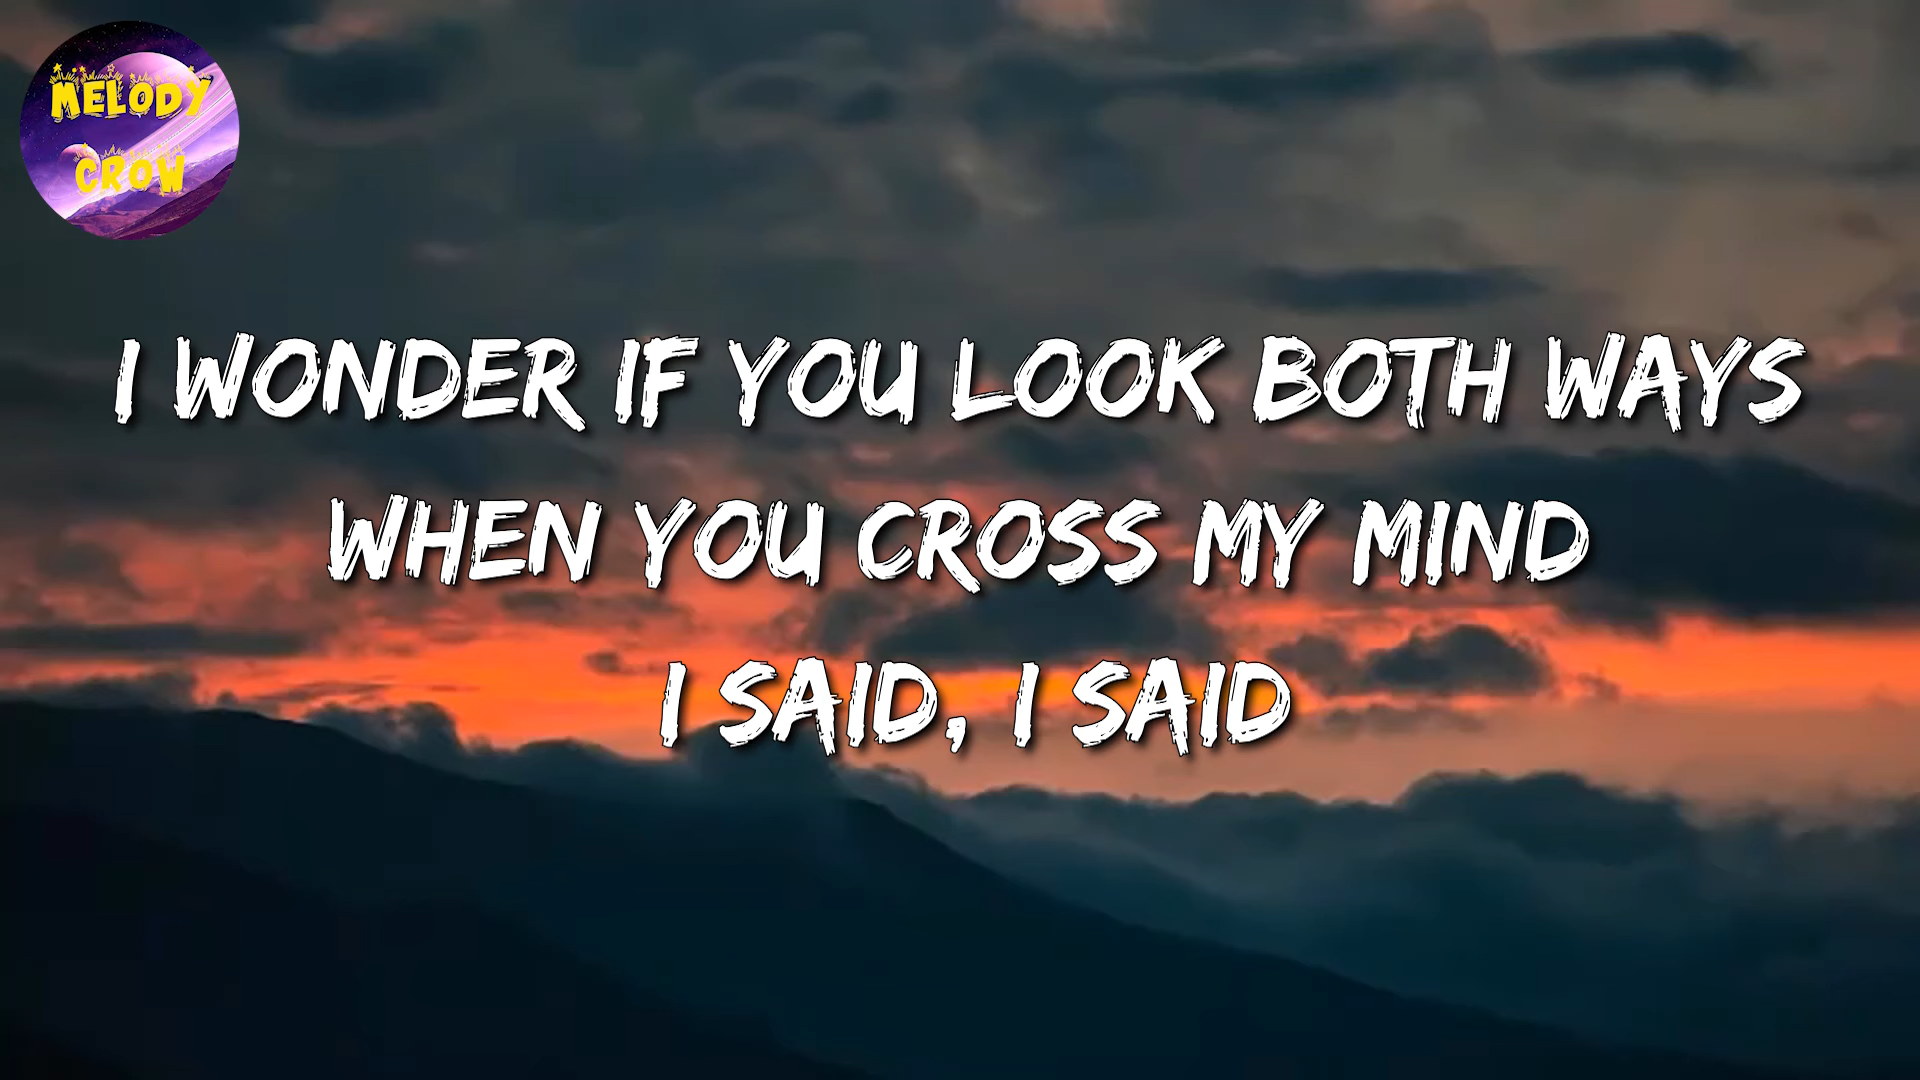 MELODY
CROW
I WONDER IF YOU LOOK BOTH WAYS
WHEN YOU CROSS MY MIND
I SAID, I SAID